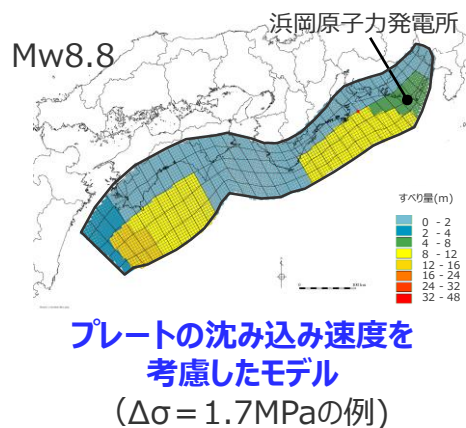 浜岡原子力発電所
Mw8.8
すべり量(m)
0 - 2
2 - 4
4 - 8
8 - 12
12 - 16
16 - 24
24 - 32
32 - 48
プレートの沈み込み速度を
考慮したモデル
（Δσ＝1.7MPaの例)